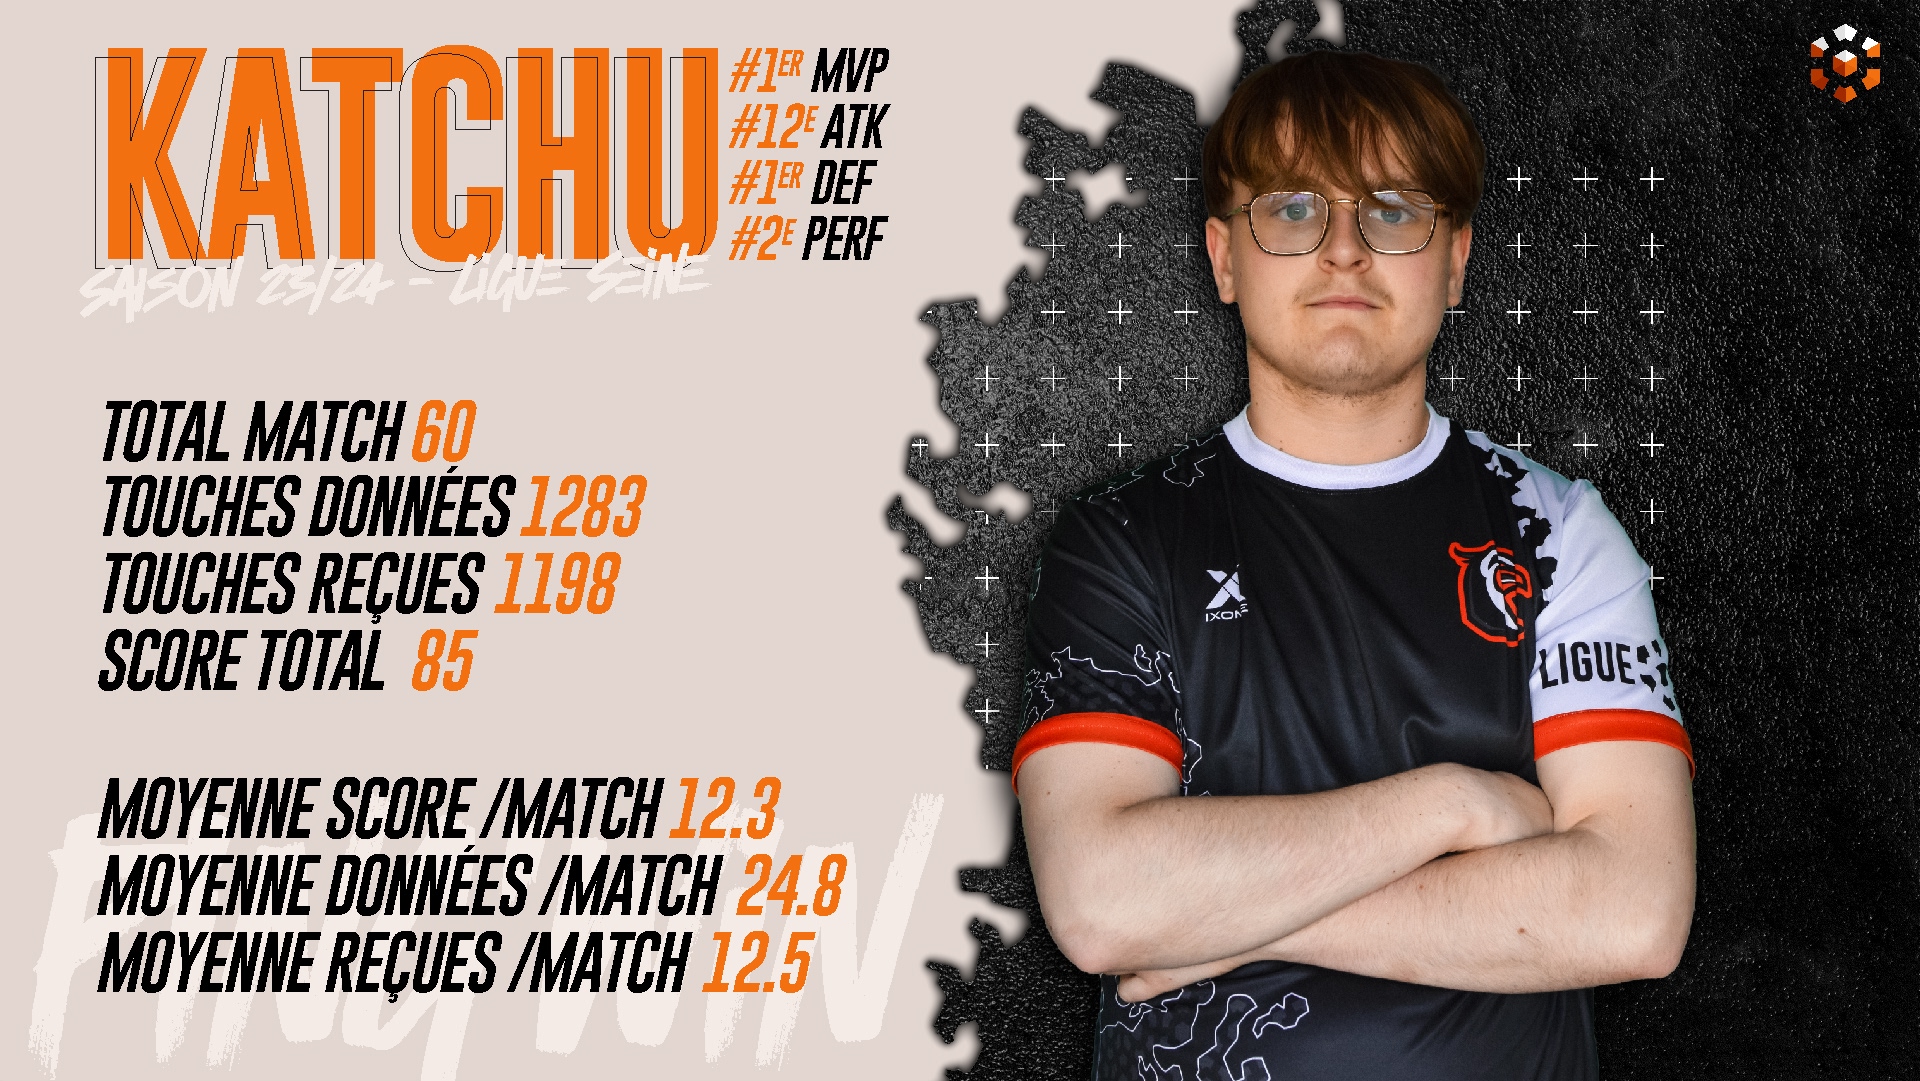 KATCHU
#1ER MVP
#12E ATK
#1ER DEF
#2E PERF
SAISON 23/24 - LIGUE SEINE
TOTAL MATCH 60
TOUCHES DONNÉES 1283
TOUCHES REÇUES 1198
SCORE TOTAL 85
MOYENNE SCORE /MATCH 12.3
MOYENNE DONNÉES /MATCH 24.8
MOYENNE REÇUES /MATCH 12.5
PINGWIN
IXONE
LIGUE